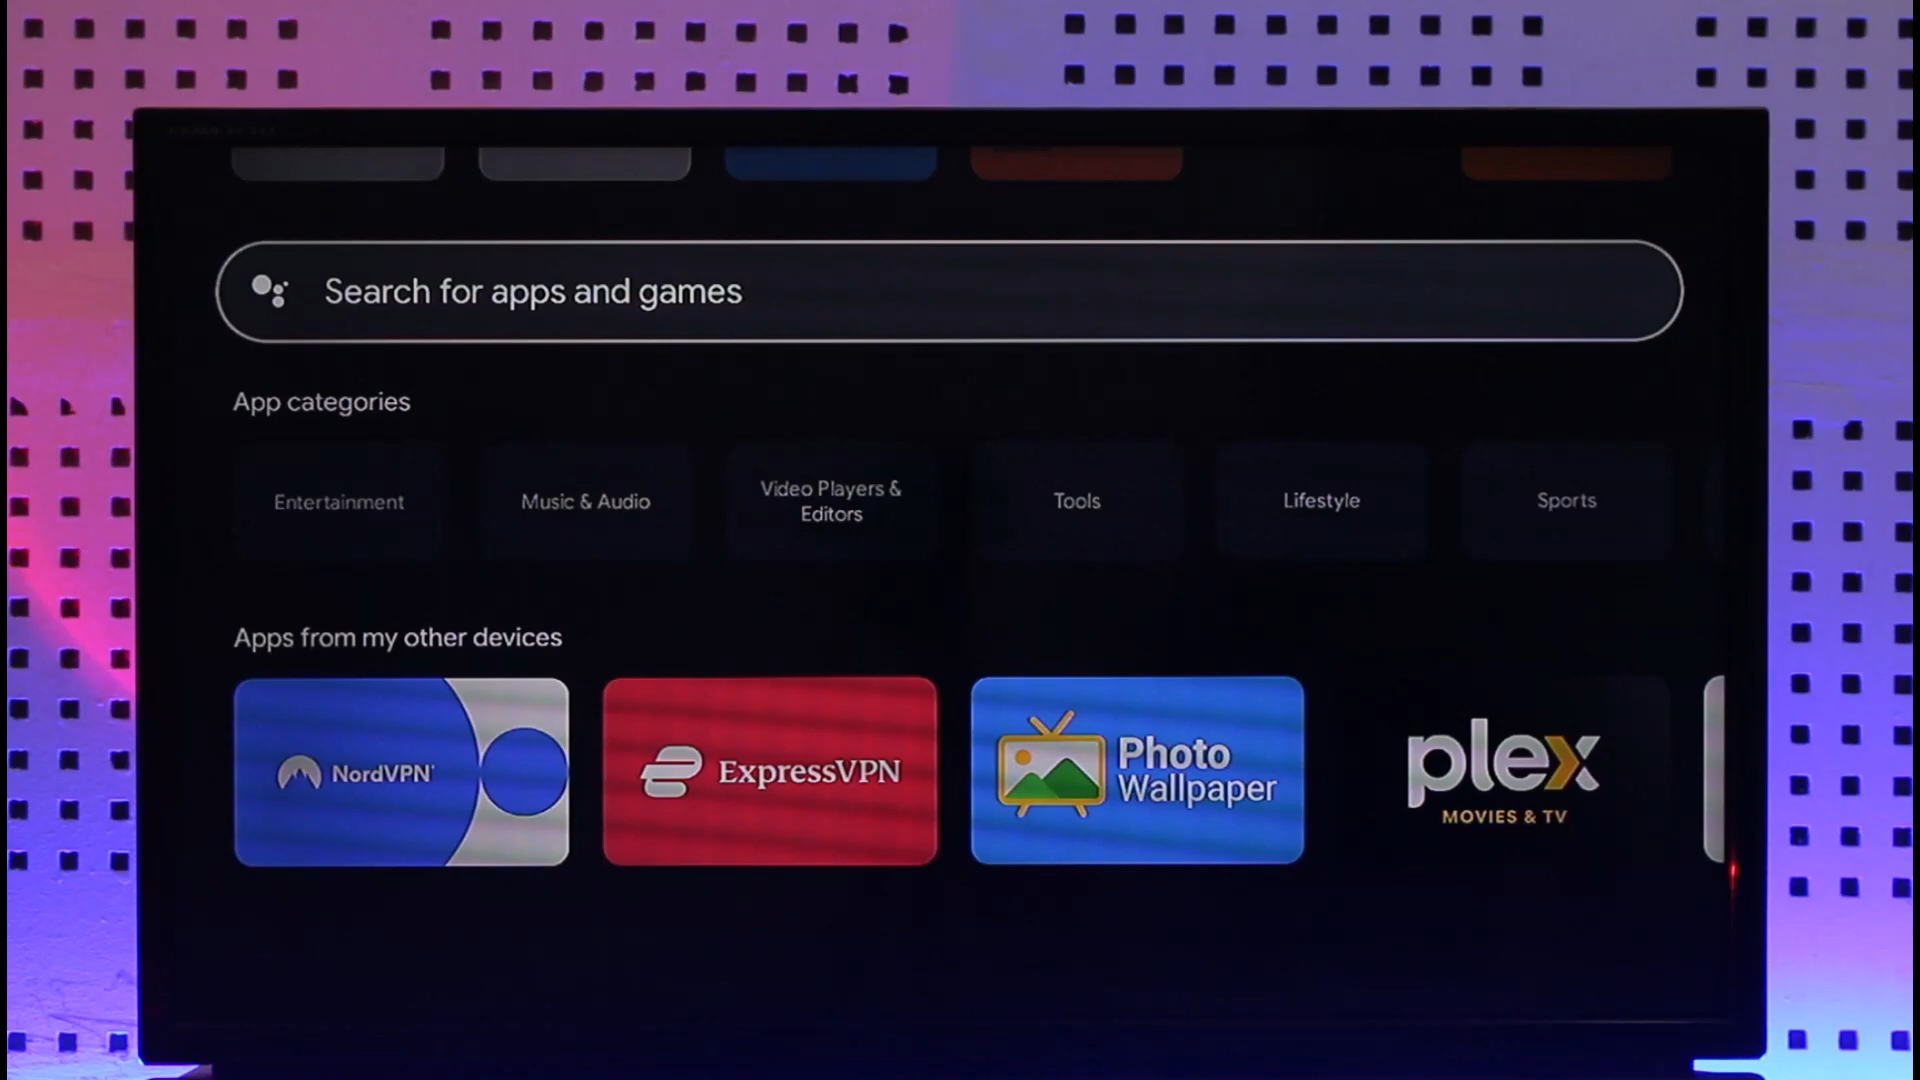 Search for apps and games
App categories
Entertainment
Music & Audio
Video Players &
Editors
Tools
Lifestyle
Sports
Apps from my other devices
NordVPN
ExpressVPN
Photo
Wallpaper
plex
MOVIES & TV